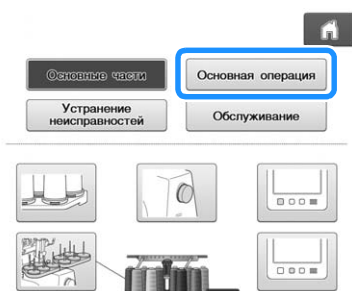 Основные части
Основная операция
Устранение
неисправностей
Обслуживание